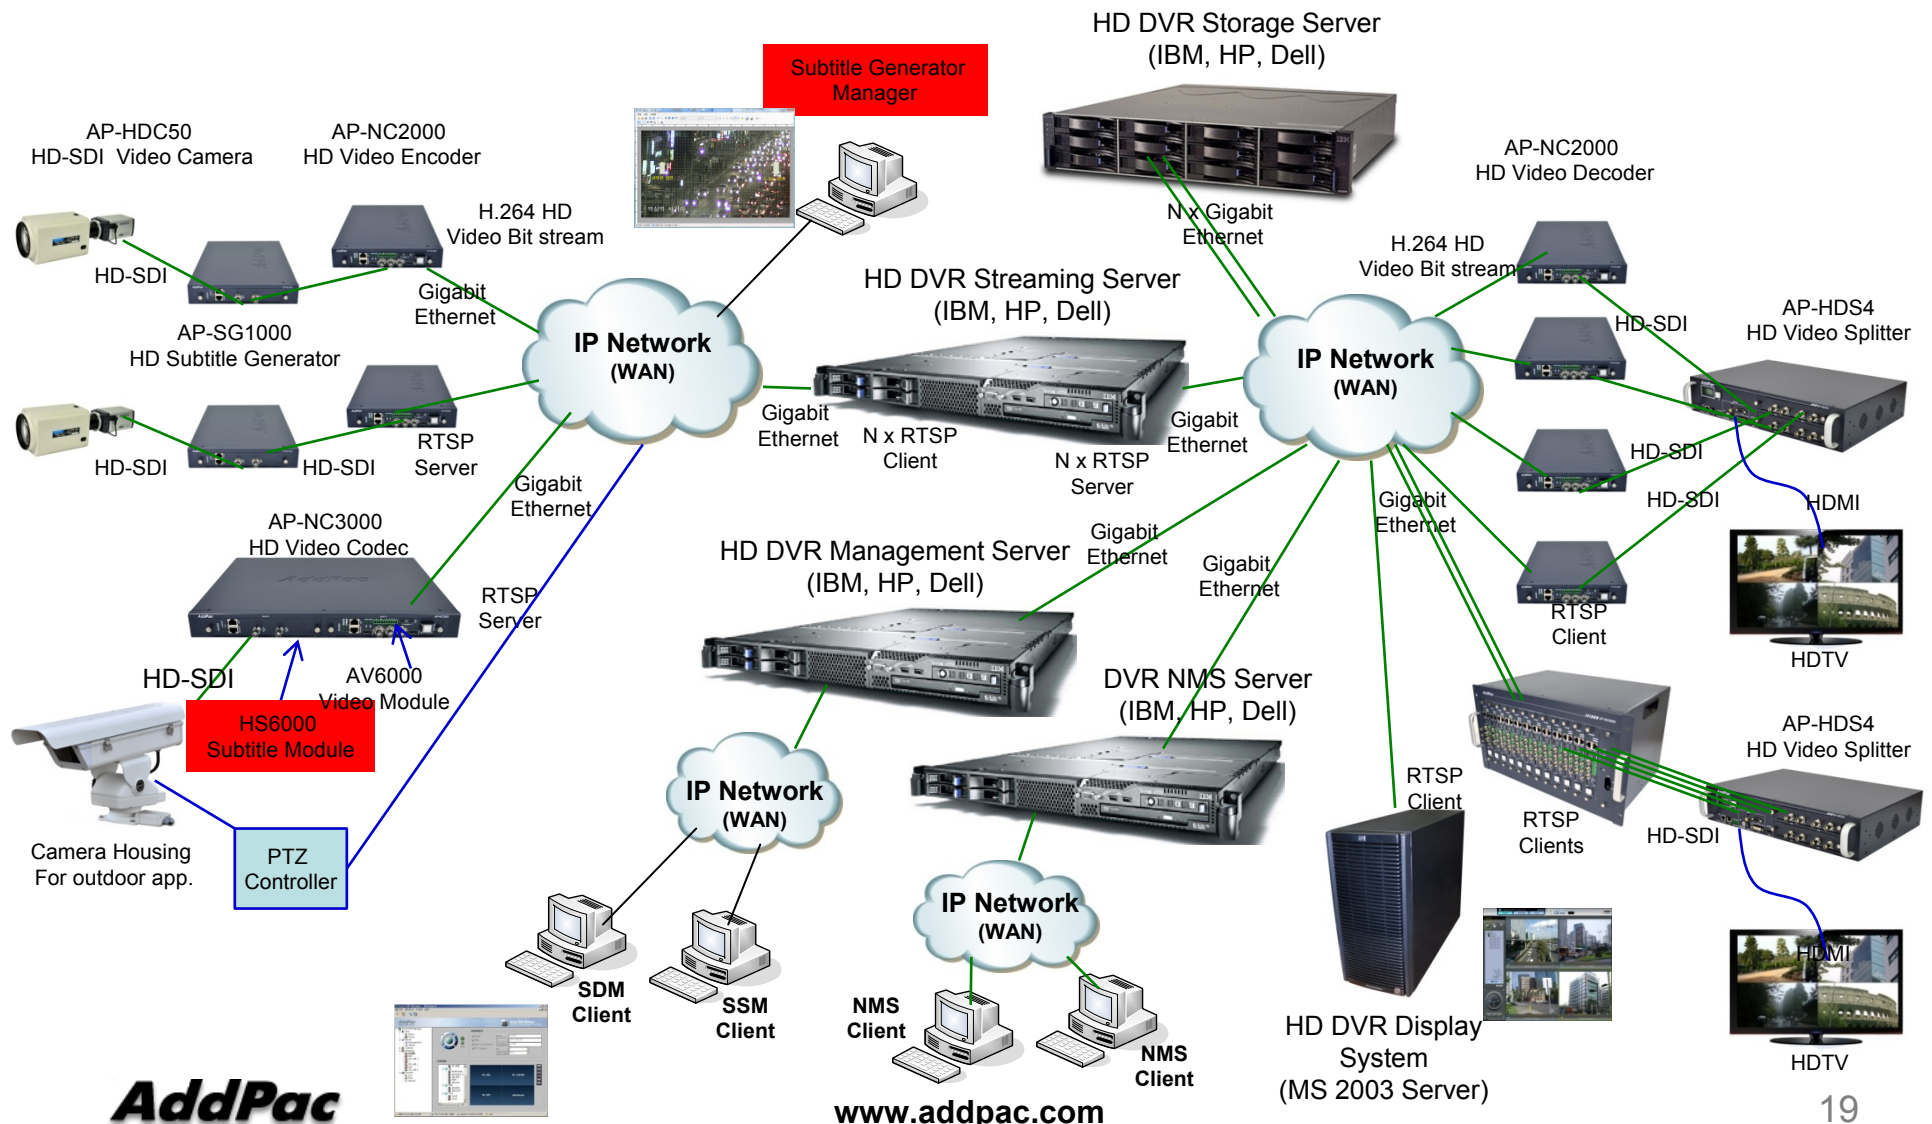 HD DVR Storage Server
(IBM, HP, Dell)
Subtitle Generator
Manager
AP-HDC50
HD-SDI  Video Camera
AP-NC2000
HD Video Encoder
AP-NC2000
HD Video Decoder
H.264 HD
Video Bit stream
N x Gigabit
Ethernet
H.264 HD
Video Bit stream
HD-SDI
Gigabit
Ethernet
HD DVR Streaming Server
(IBM, HP, Dell)
AP-SG1000
HD Subtitle Generator
IP Network
(WAN)
IP Network
(WAN)
HD-SDI
AP-HDS4
HD Video Splitter
Gigabit
Ethernet
N x RTSP
Client
N x RTSP
Server
Gigabit
Ethernet
HD-SDI
HD-SDI
RTSP
Server
HD-SDI
HD-SDI
HDMI
Gigabit
Ethernet
Gigabit
Ethernet
AP-NC3000
HD Video Codec
AddPac
AddPac
HD DVR Management Server
(IBM, HP, Dell)
Gigabit
Ethernet
Gigabit
Ethernet
RTSP
Server
RTSP
Client
HDTV
HD-SDI
AV6000
Video Module
HS6000
Subtitle Module
DVR NMS Server
(IBM, HP, Dell)
AP-HDS4
HD Video Splitter
IP Network
(WAN)
RTSP
Client
RTSP
Clients
HD-SDI
Camera Housing
For outdoor app.
PTZ
Controller
IP Network
(WAN)
HDMI
SDM
Client
SSM
Client
NMS
Client
NMS
Client
HD DVR Display
System
(MS 2003 Server)
HDTV
AddPac
www.addpac.com
19